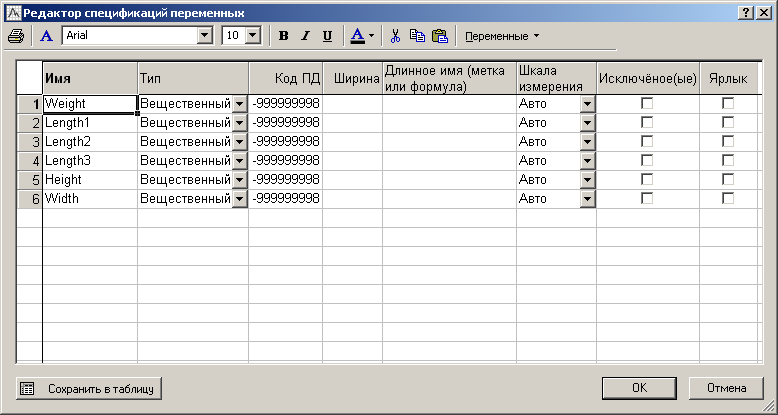 Редактор спецификаций переменных
Arial 10 B I U A Переменные
Имя Тип Код ПД Ширина Длинное имя (метка или формула) Шкала измерения Исключёное(ые) Ярлык
1 Weight Вещественный -999999998 Авто
2 Length1 Вещественный -999999998 Авто
3 Length2 Вещественный -999999998 Авто
4 Length3 Вещественный -999999998 Авто
5 Height Вещественный -999999998 Авто
6 Width Вещественный -999999998 Авто
Сохранить в таблицу OK Отмена